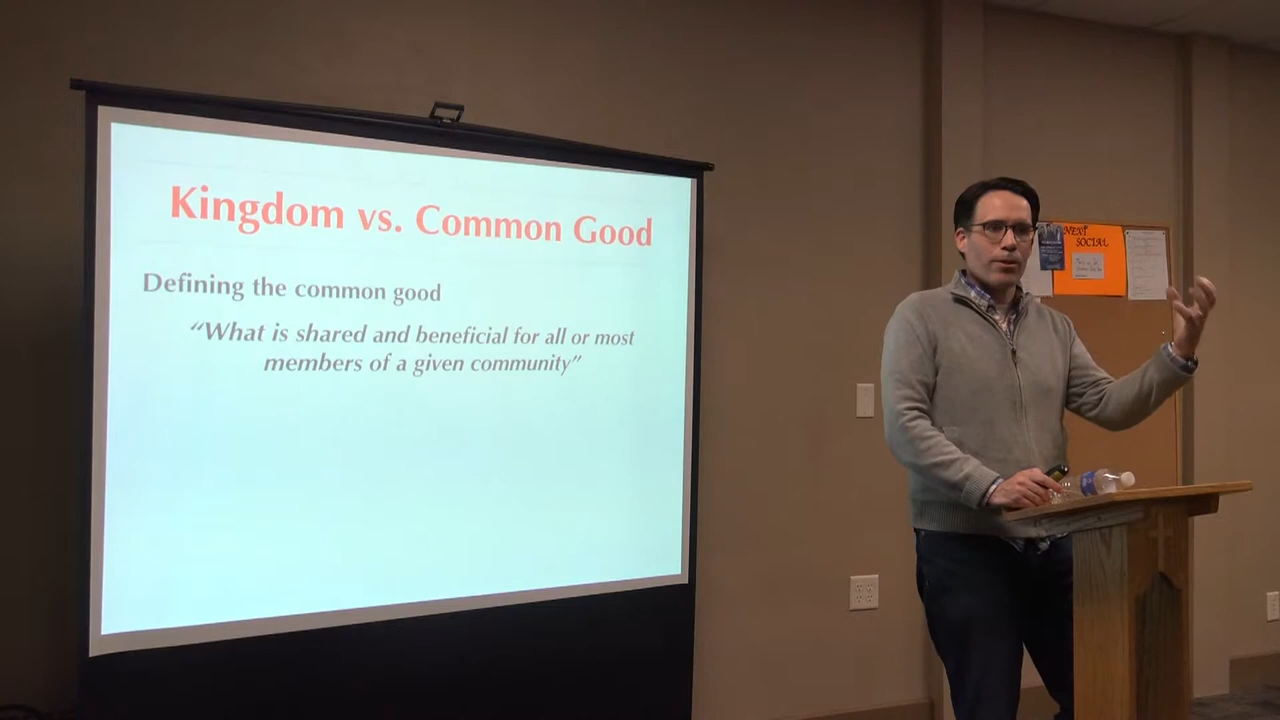 Kingdom vs. Common Good
Defining the common good
“What is shared and beneficial for all or most
members of a given community”
NEXT
SOCIAL